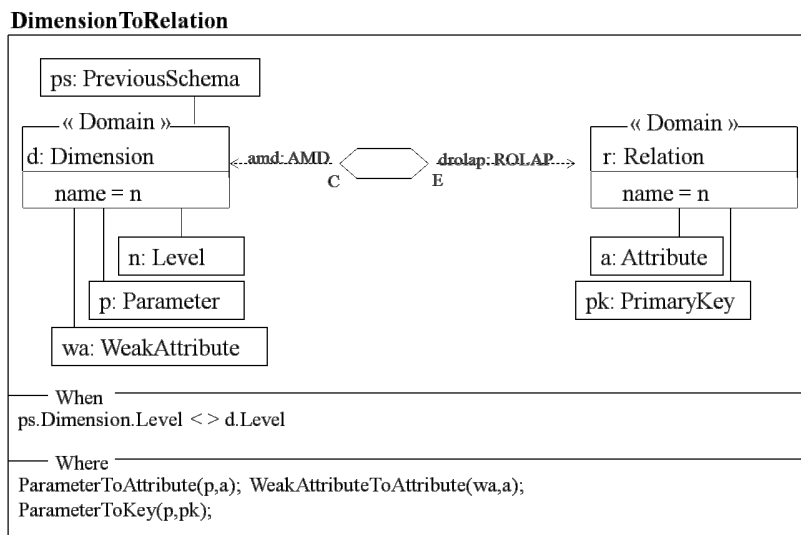 DimensionToRelation
ps: PreviousSchema
« Domain »
d: Dimension
name = n
n: Level
p: Parameter
wa: WeakAttribute
amd: AMD
C
drolap: ROLAP
E
« Domain »
r: Relation
name = n
a: Attribute
pk: PrimaryKey
When
ps.Dimension.Level < > d.Level
Where
ParameterToAttribute(p,a); WeakAttributeToAttribute(wa,a);
ParameterToKey(p,pk);